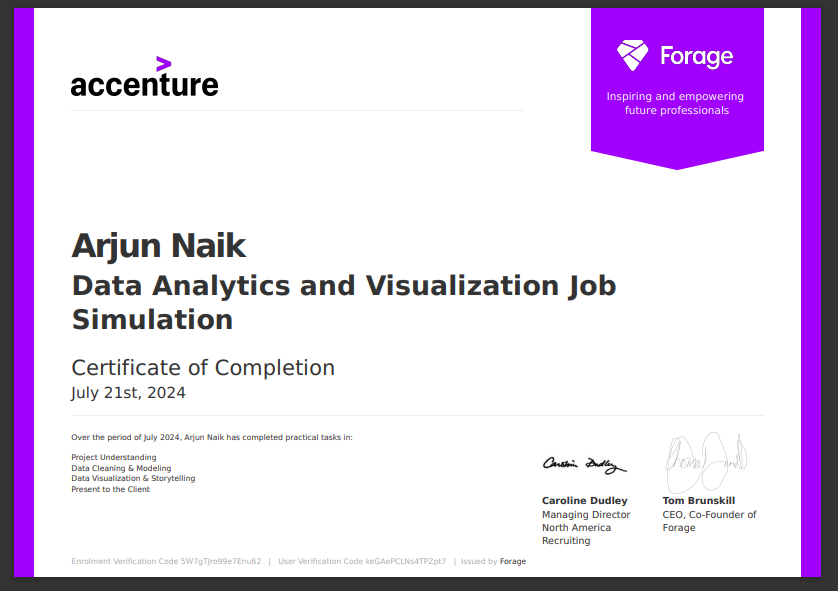 accenture
>
Forage
Inspiring and empowering
future professionals
Arjun Naik
Data Analytics and Visualization Job
Simulation
Certificate of Completion
July 21st, 2024
Over the period of July 2024, Arjun Naik has completed practical tasks in:
Project Understanding
Data Cleaning & Modeling
Data Visualization & Storytelling
Present to the Client
Caroline Dudley
Caroline Dudley
Managing Director
North America
Recruiting
Tom Brunskill
CEO, Co-Founder of
Forage
Enrolment Verification Code 5W7gTJro99e7Enu62 | User Verification Code keGAePCLNs4TPZpt7 | Issued by Forage